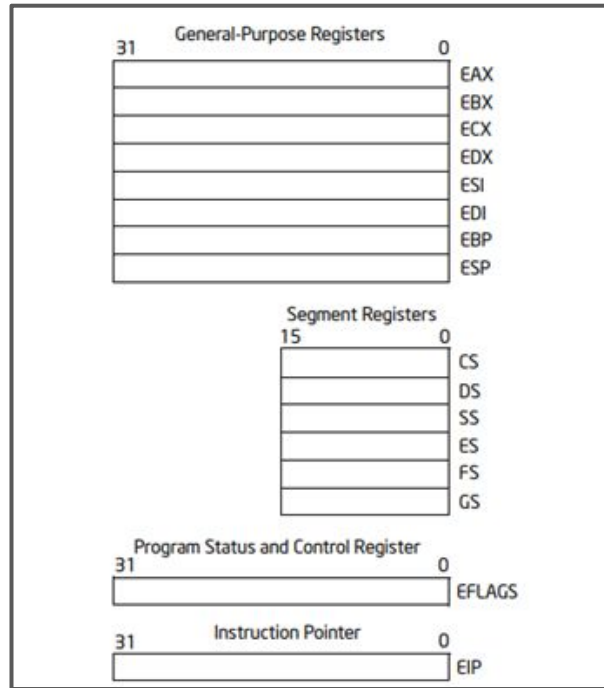 General-Purpose Registers
31 0
EAX
EBX
ECX
EDX
ESI
EDI
EBP
ESP
Segment Registers
15 0
CS
DS
SS
ES
FS
GS
Program Status and Control Register
31 0
EFLAGS
Instruction Pointer
31 0
EIP